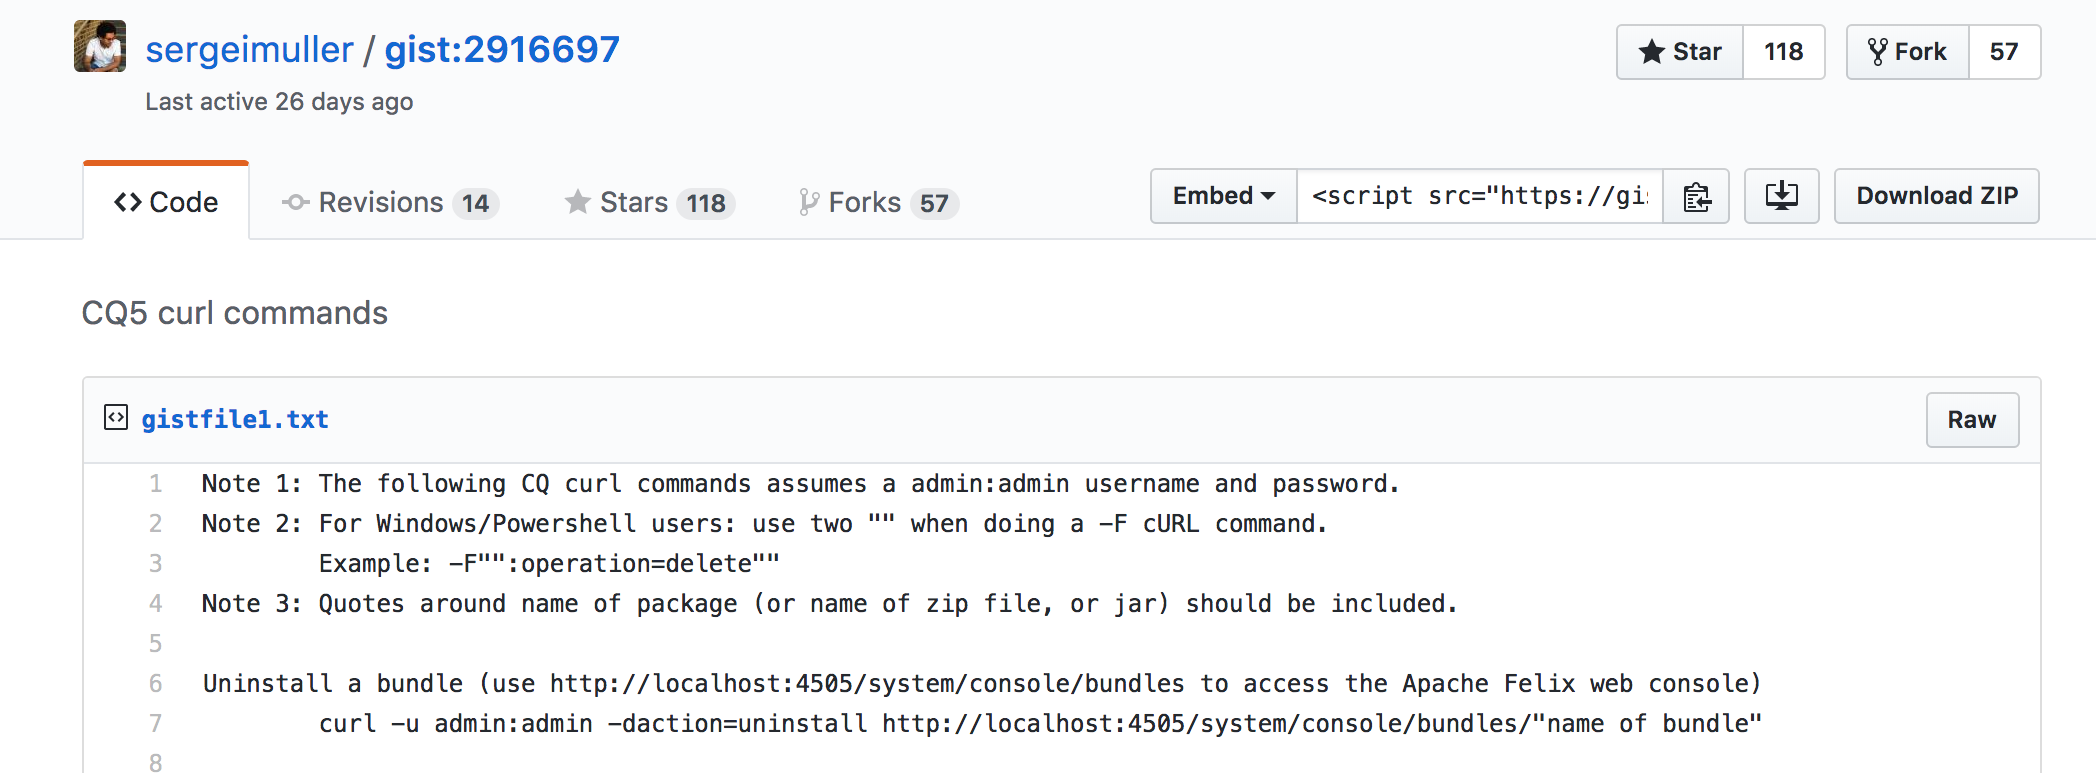 sergeimuller / gist:2916697
Star 118 Fork 57
Last active 26 days ago
Code Revisions 14 Stars 118 Forks 57 Embed <script src="https://gi Download ZIP
CQ5 curl commands
gistfile1.txt Raw
1 Note 1: The following CQ curl commands assumes a admin:admin username and password.
2 Note 2: For Windows/Powershell users: use two "" when doing a -F cURL command.
3 Example: -F"":operation=delete""
4 Note 3: Quotes around name of package (or name of zip file, or jar) should be included.
5
6 Uninstall a bundle (use http://localhost:4505/system/console/bundles to access the Apache Felix web console)
7 curl -u admin:admin -daction=uninstall http://localhost:4505/system/console/bundles/"name of bundle"
8